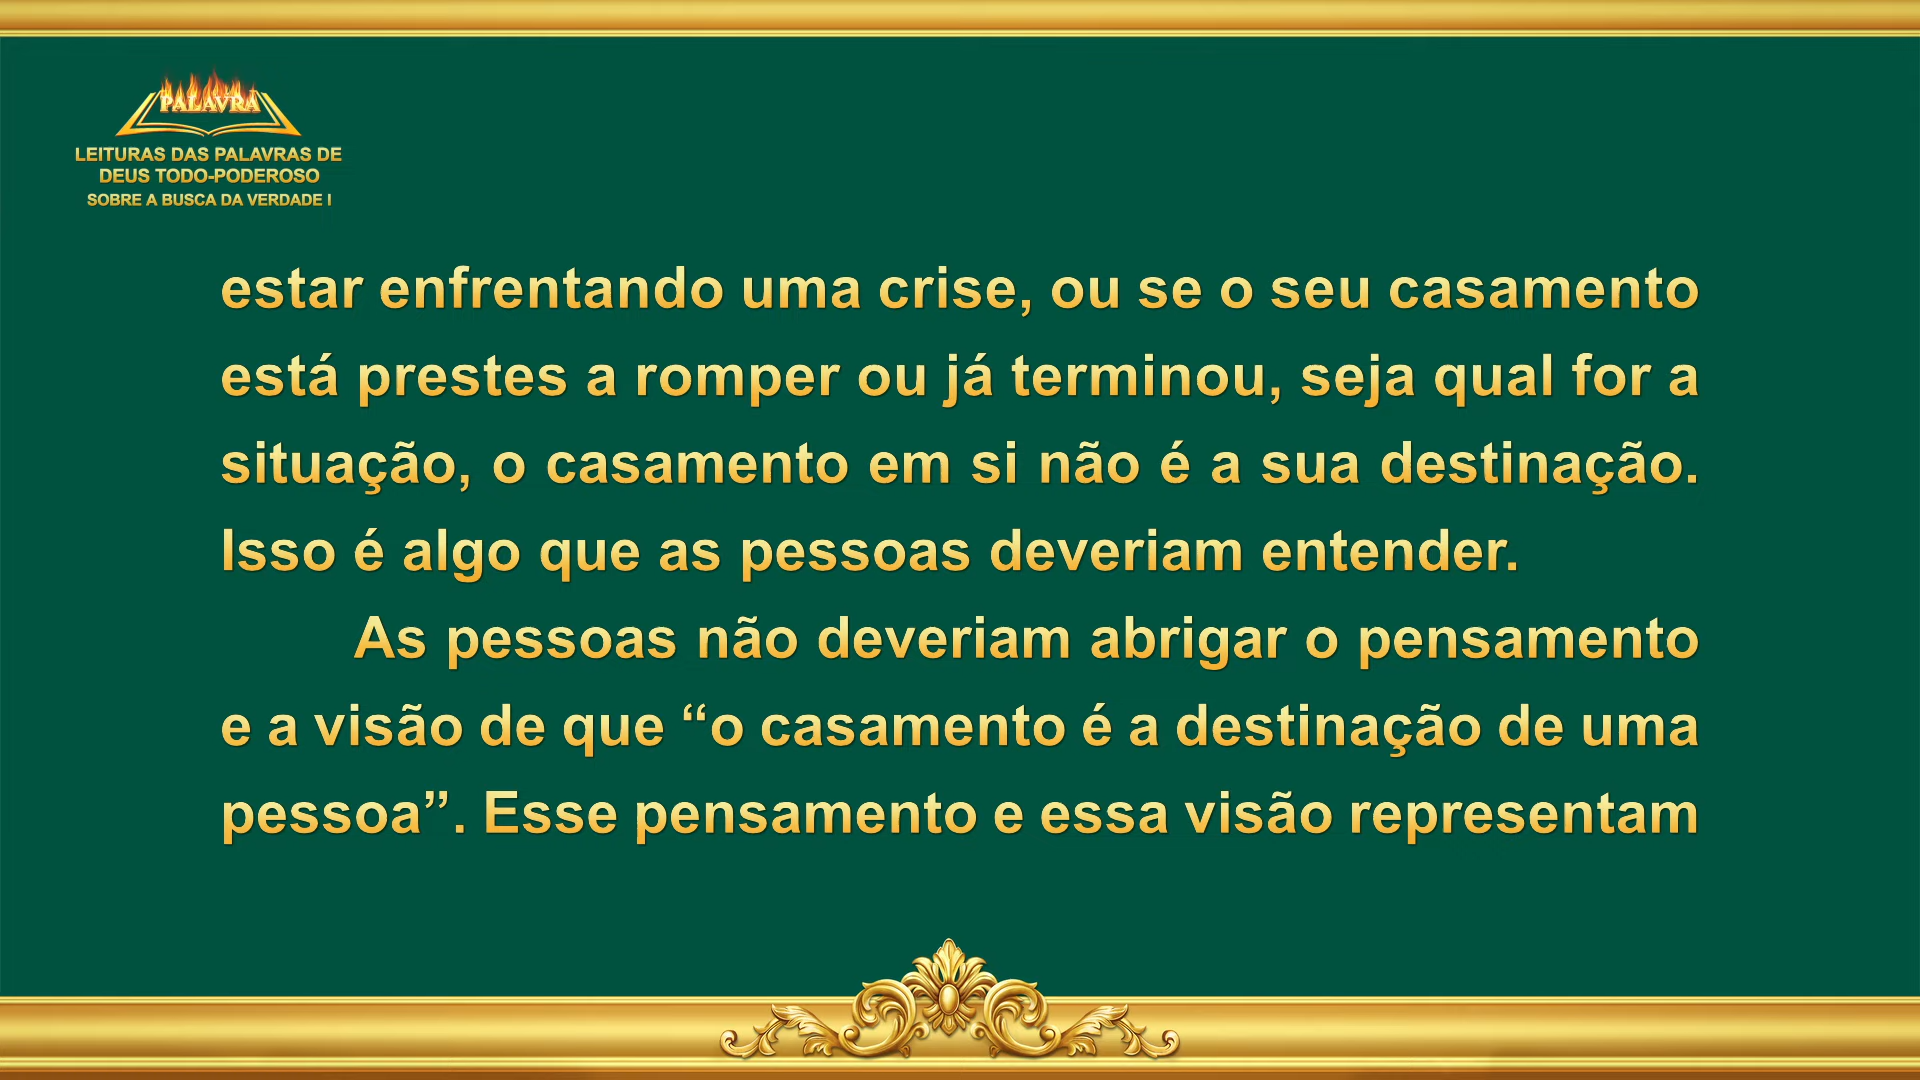 PALAVRA
LEITURAS DAS PALAVRAS DE
DEUS TODO-PODEROSO
SOBRE A BUSCA DA VERDADE I
estar enfrentando uma crise, ou se o seu casamento
está prestes a romper ou já terminou, seja qual for a
situação, o casamento em si não é a sua destinação.
Isso é algo que as pessoas deveriam entender.
As pessoas não deveriam abrigar o pensamento
e a visão de que “o casamento é a destinação de uma
pessoa”. Esse pensamento e essa visão representam